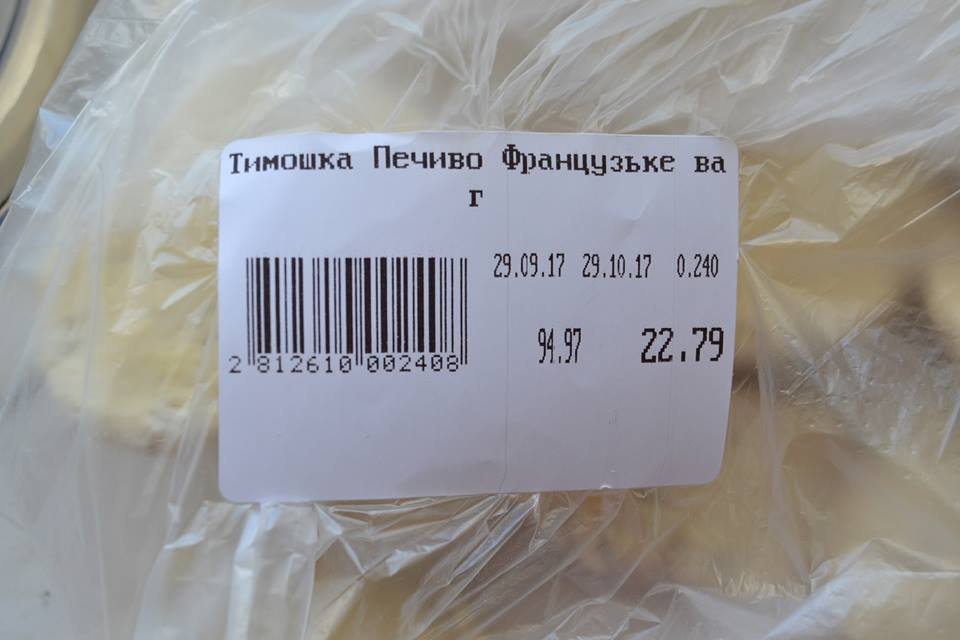 Тимошка Печиво Французьке ва
г
29.09.17 29.10.17 0.240
94.97 22.79
2 812610 002408